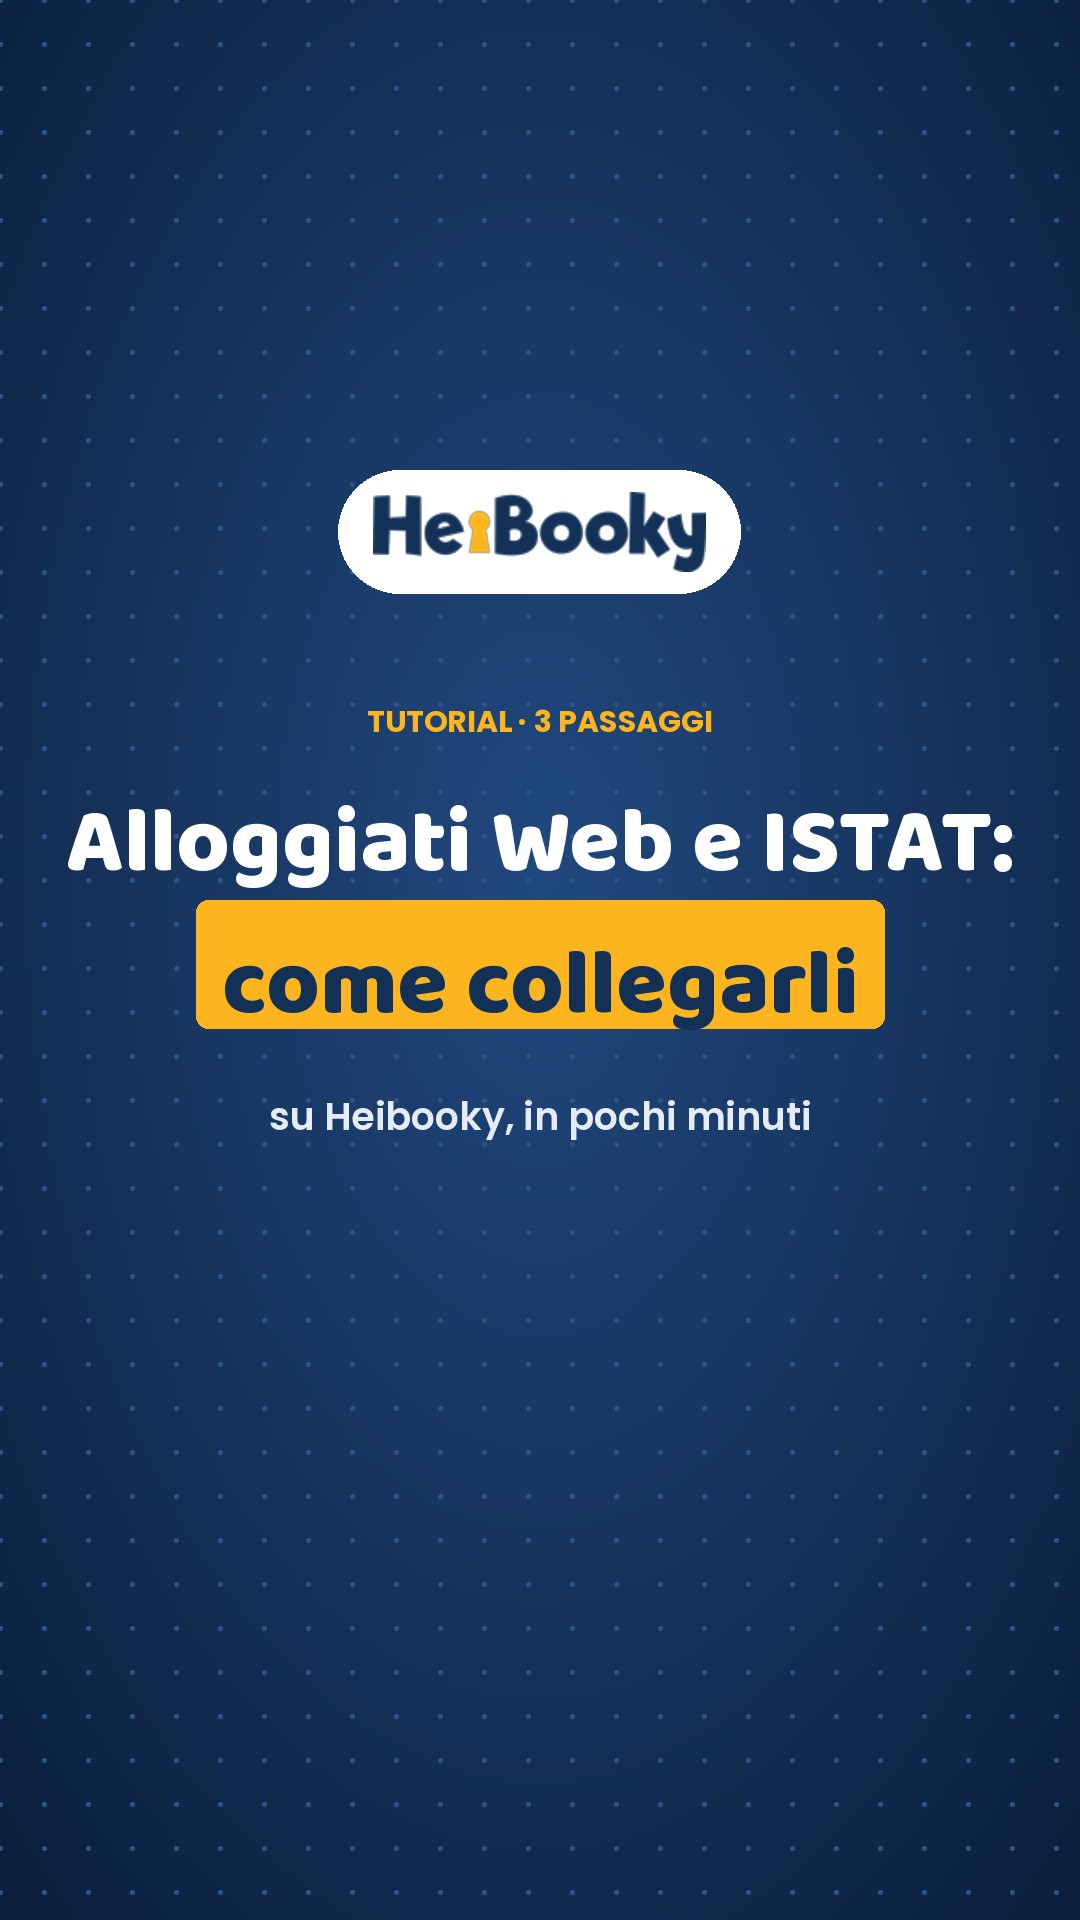 HeiBooky
TUTORIAL · 3 PASSAGGI
Alloggiati Web e ISTAT:
come collegarli
su Heibooky, in pochi minuti